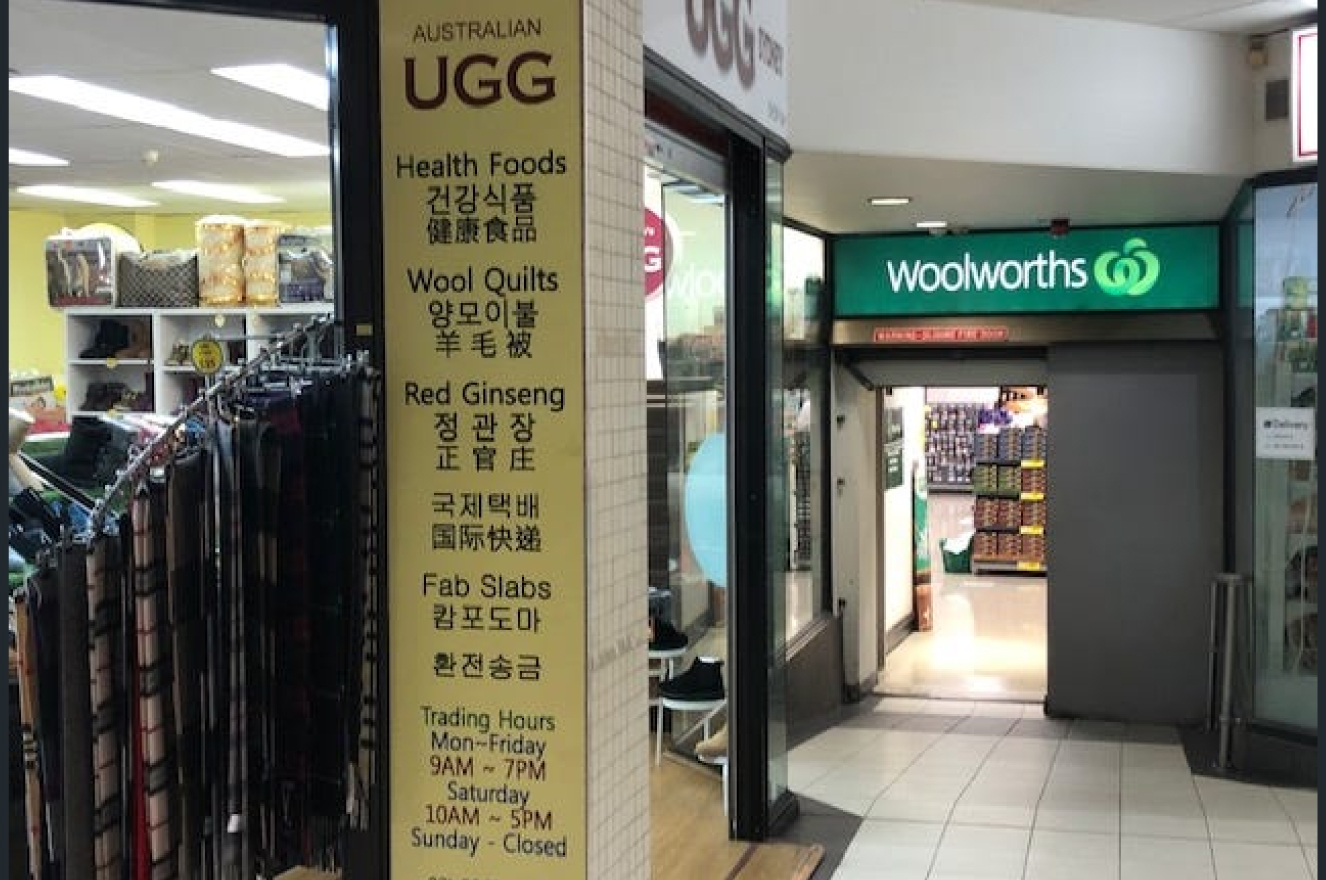 AUSTRALIAN
UGG
Health Foods
건강식품
健康食品
Wool Quilts
양모이불
羊毛被
Red Ginseng
정관장
正官庄
국제택배
国际快递
Fab Slabs
캄포도마
환전송금
Trading Hours
Mon~Friday
9AM ~ 7PM
Saturday
10AM ~ 5PM
Sunday - Closed
UGG
Woolworths
Delivery